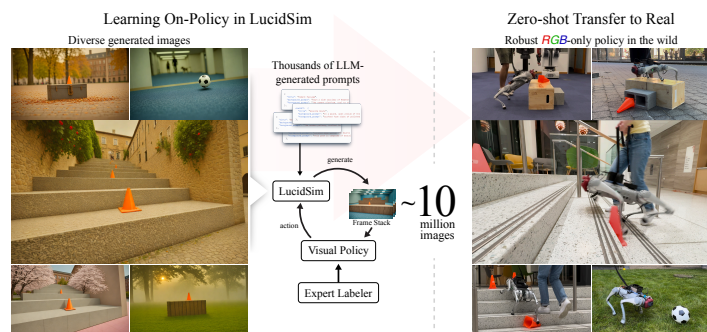 Learning On-Policy in LucidSim
Diverse generated images
Thousands of LLM-
generated prompts
generate
LucidSim
action
Frame Stack
Visual Policy
Expert Labeler
~10
million
images
Zero-shot Transfer to Real
Robust RGB-only policy in the wild